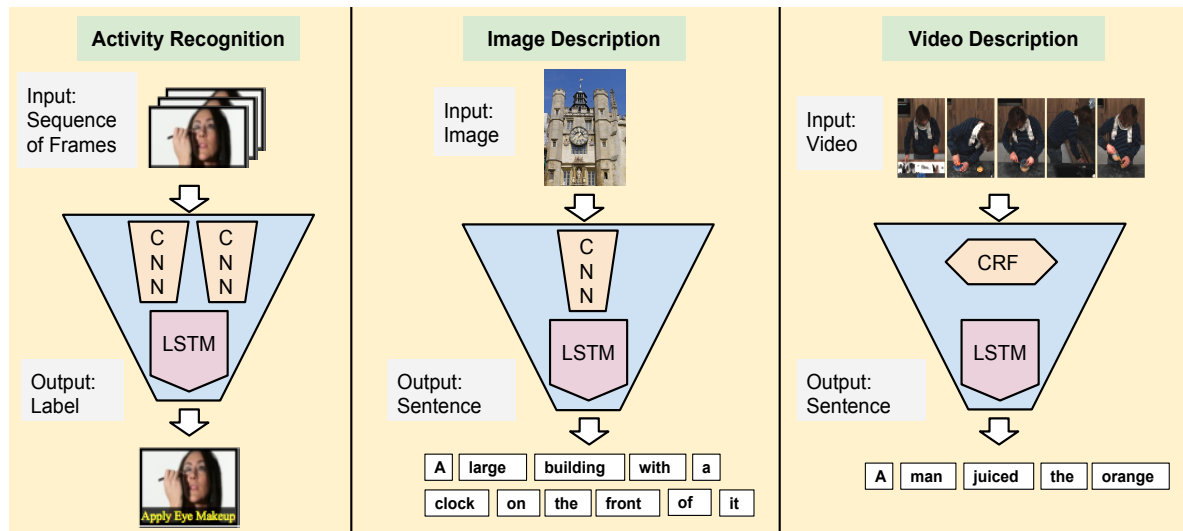 Activity Recognition
Input:
Sequence
of Frames
C
N
N
C
N
N
LSTM
Output:
Label
Apply Eye Makeup
Image Description
Input:
Image
C
N
N
LSTM
Output:
Sentence
A large building with a
clock on the front of it
Video Description
Input:
Video
CRF
LSTM
Output:
Sentence
A man juiced the orange